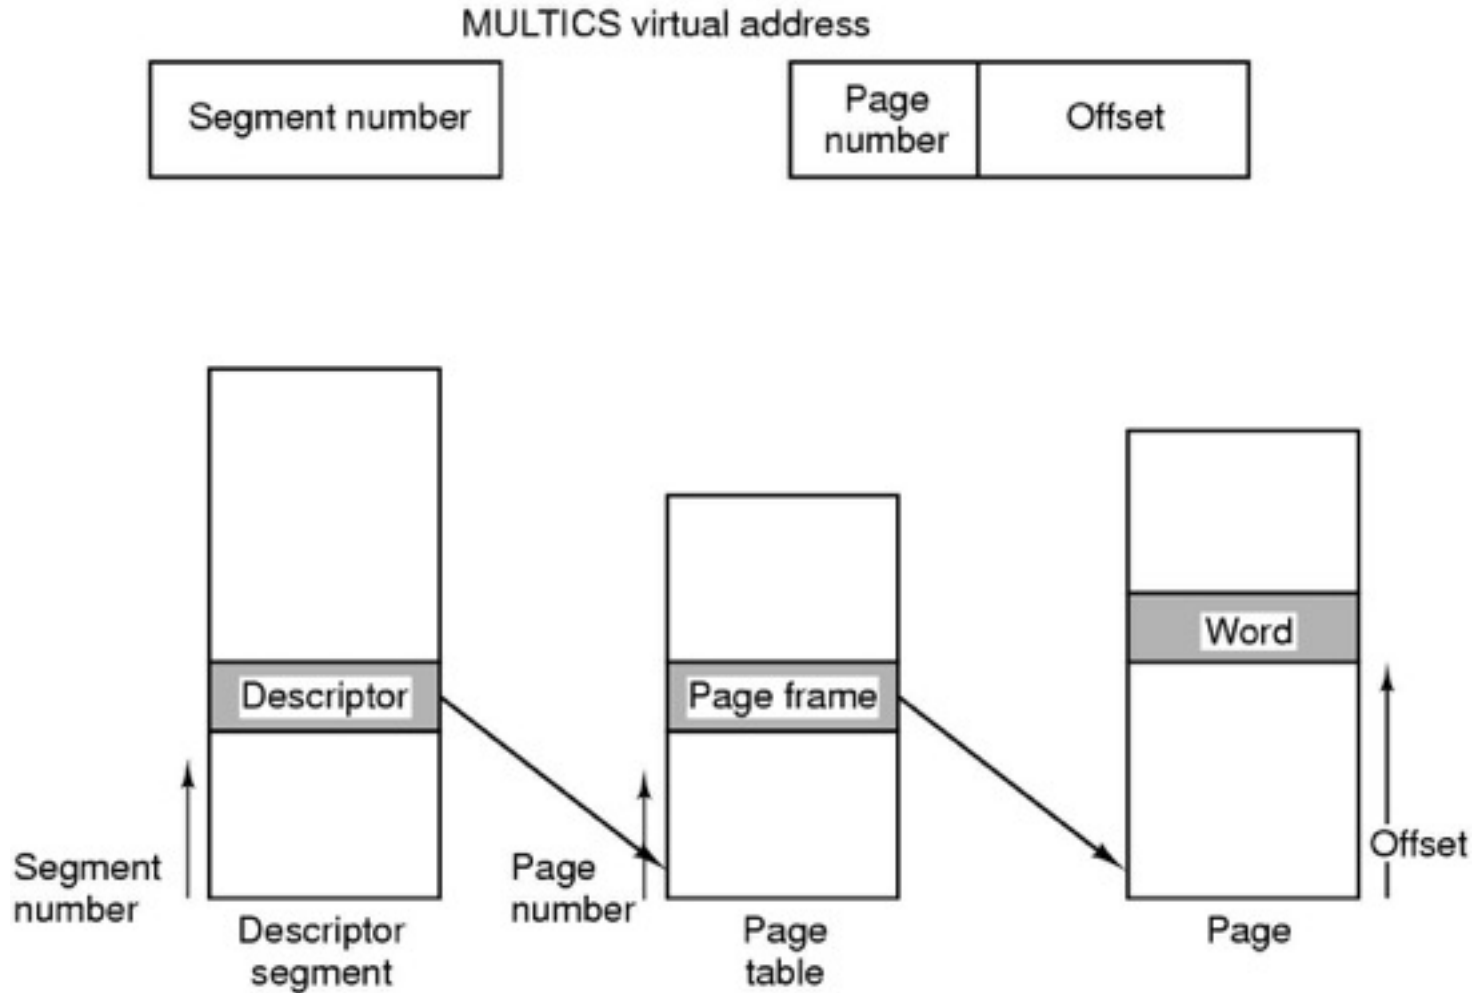 MULTICS virtual address
Segment number
Page
number
Offset
Descriptor
Page frame
Word
Segment
number
Page
number
Offset
Descriptor
segment
Page
table
Page